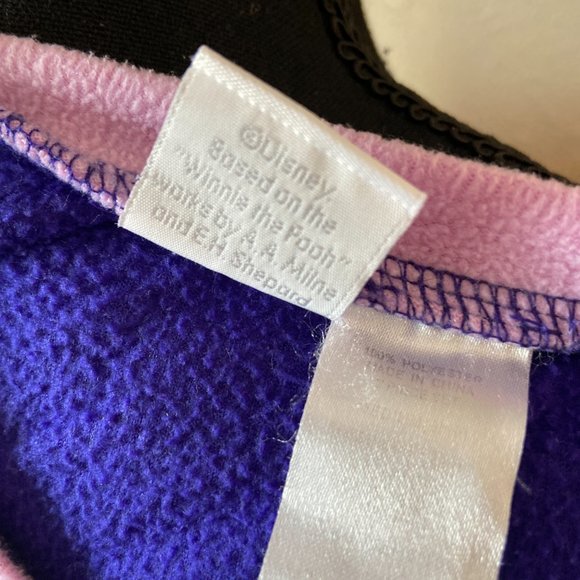 ©Disney.
Based on the
"Winnie the Pooh"
works by A.A. Milne
and E.H. Shepard
100% POLYESTER
MADE IN CHINA